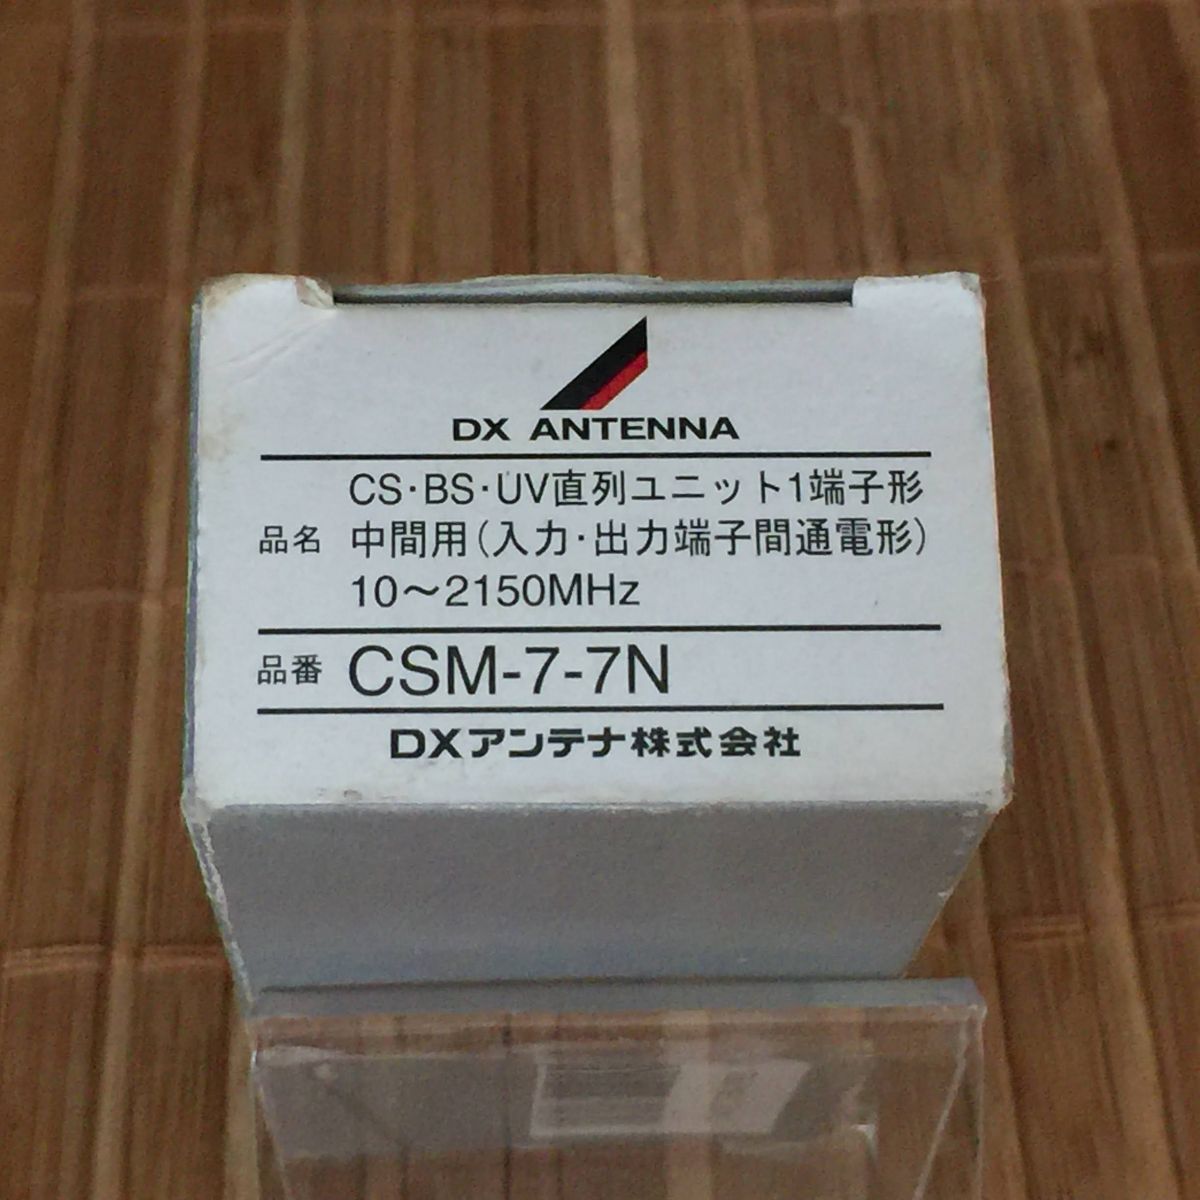 DX ANTENNA
CS･BS･UV直列ユニット1端子形
品名 中間用(入力･出力端子間通電形)
10～2150MHz
品番 CSM-7-7N
DXアンテナ株式会社